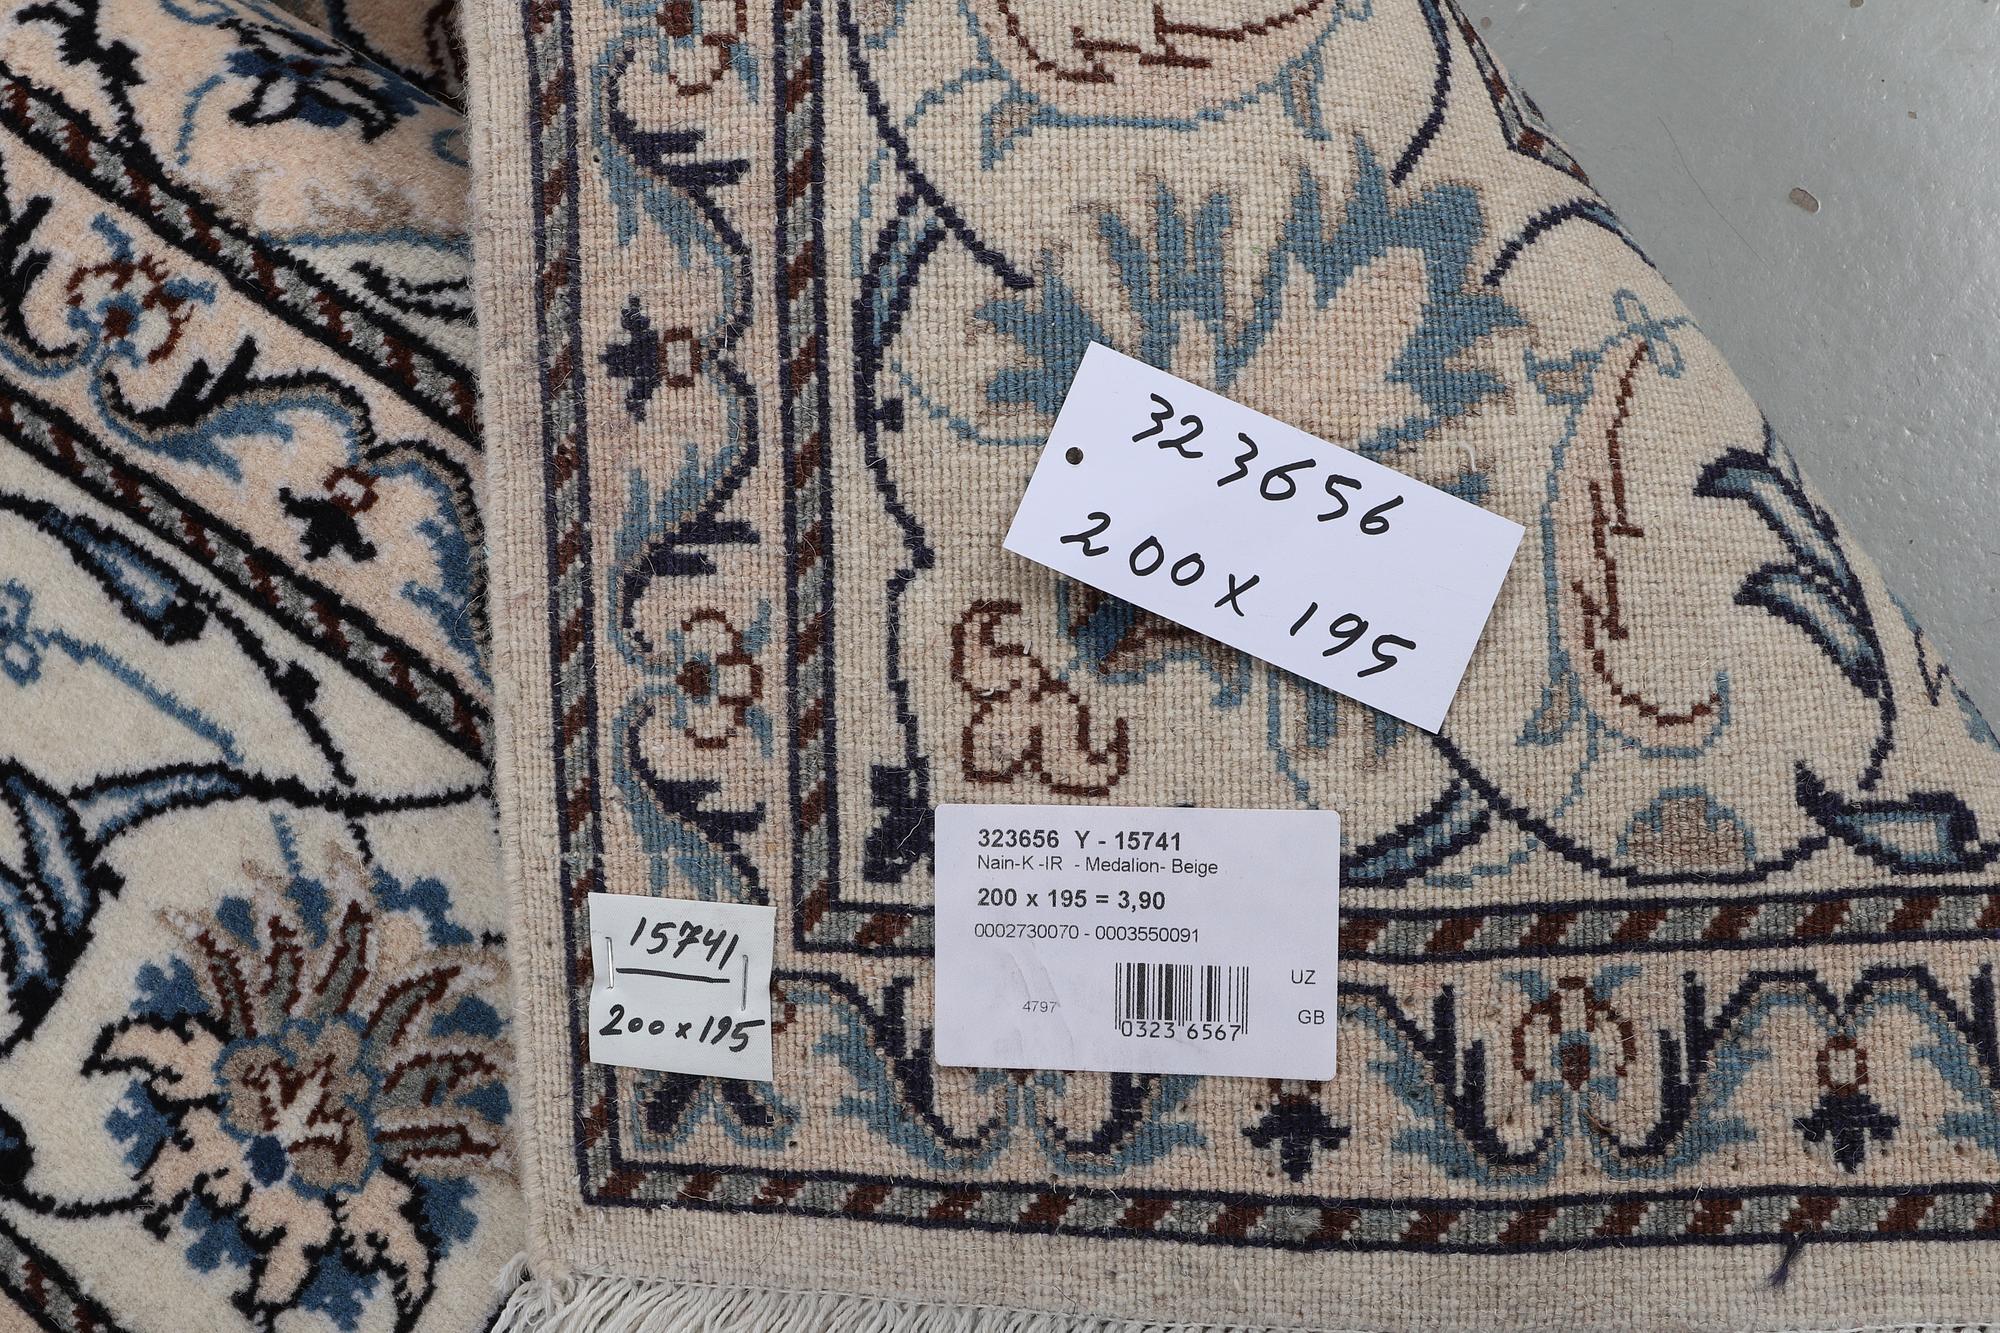 323656
200 x 195
323656 Y - 15741
Nain-K -IR - Medalion- Beige
200 x 195 = 3,90
0002730070 - 0003550091
UZ
4797
GB
0323 6567
15741
200 x 195